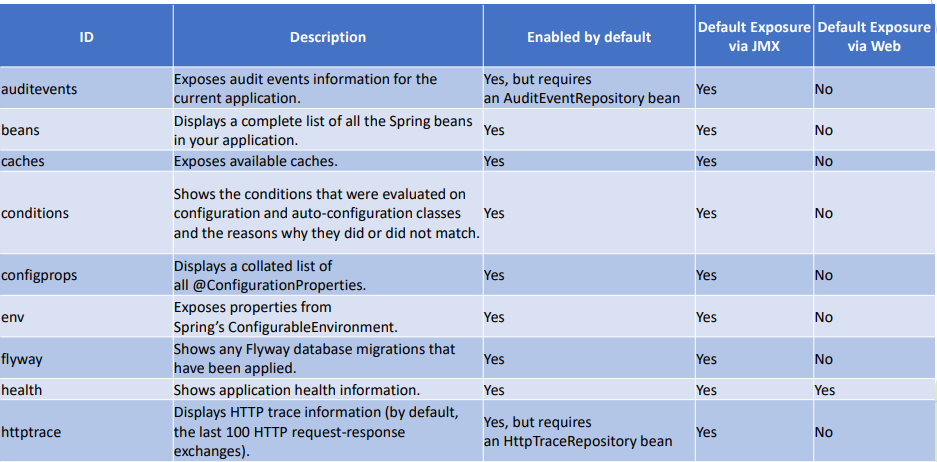 ID Description Enabled by default Default Exposure via JMX Default Exposure via Web
auditevents
Exposes audit events information for the
current application.
Yes, but requires
an AuditEventRepository bean
Yes
No
beans
Displays a complete list of all the Spring beans
in your application.
Yes
Yes
No
caches
Exposes available caches.
Yes
Yes
No
conditions
Shows the conditions that were evaluated on
configuration and auto-configuration classes
and the reasons why they did or did not match.
Yes
Yes
No
configprops
Displays a collated list of
all @ConfigurationProperties.
Yes
Yes
No
env
Exposes properties from
Spring’s ConfigurableEnvironment.
Yes
Yes
No
flyway
Shows any Flyway database migrations that
have been applied.
Yes
Yes
No
health
Shows application health information.
Yes
Yes
Yes
httptrace
Displays HTTP trace information (by default,
the last 100 HTTP request-response
exchanges).
Yes, but requires
an HttpTraceRepository bean
Yes
No